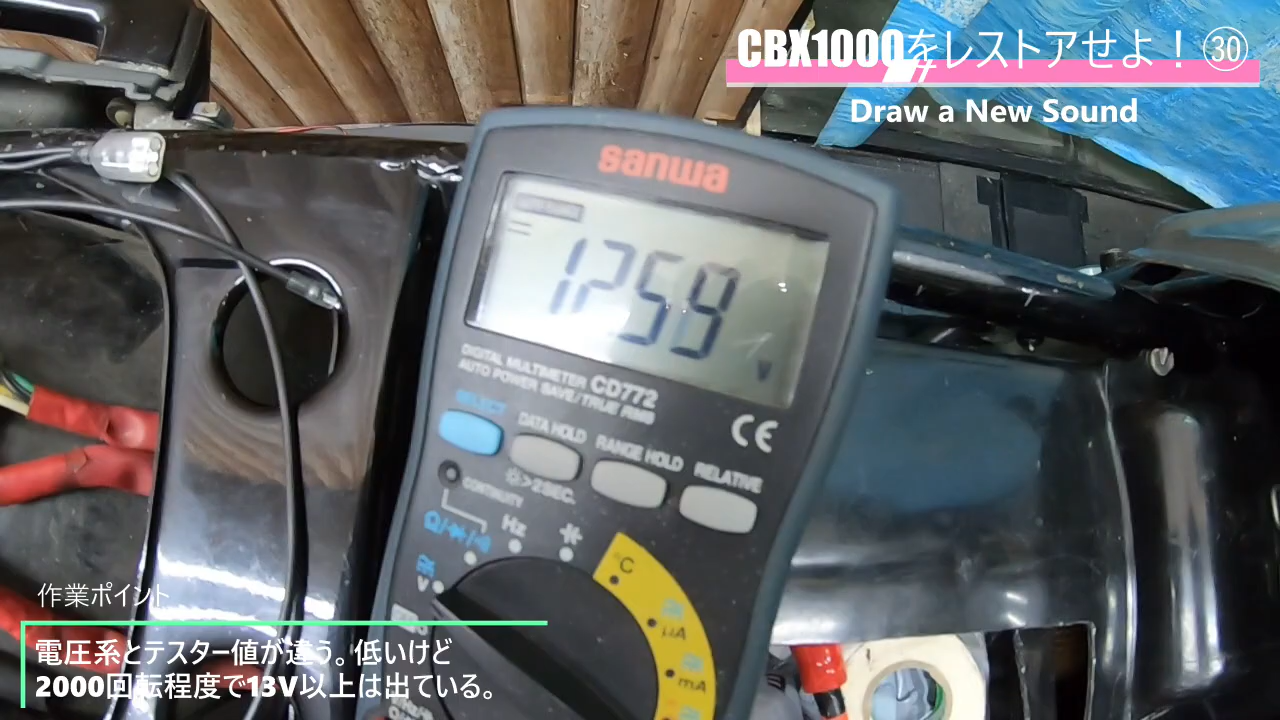 CBX1000をレストアせよ！㉚
Draw a New Sound
sanwa
1259
V
DIGITAL MULTIMETER CD772
AUTO POWER SAVE/TRUE RMS
CE
SELECT
DATA HOLD
RANGE HOLD
RELATIVE
>2SEC.
CONTINUITY
Hz
°C
V
μA
mA
作業ポイント
電圧系とテスター値が違う。低いけど
2000回転程度で13V以上は出ている。